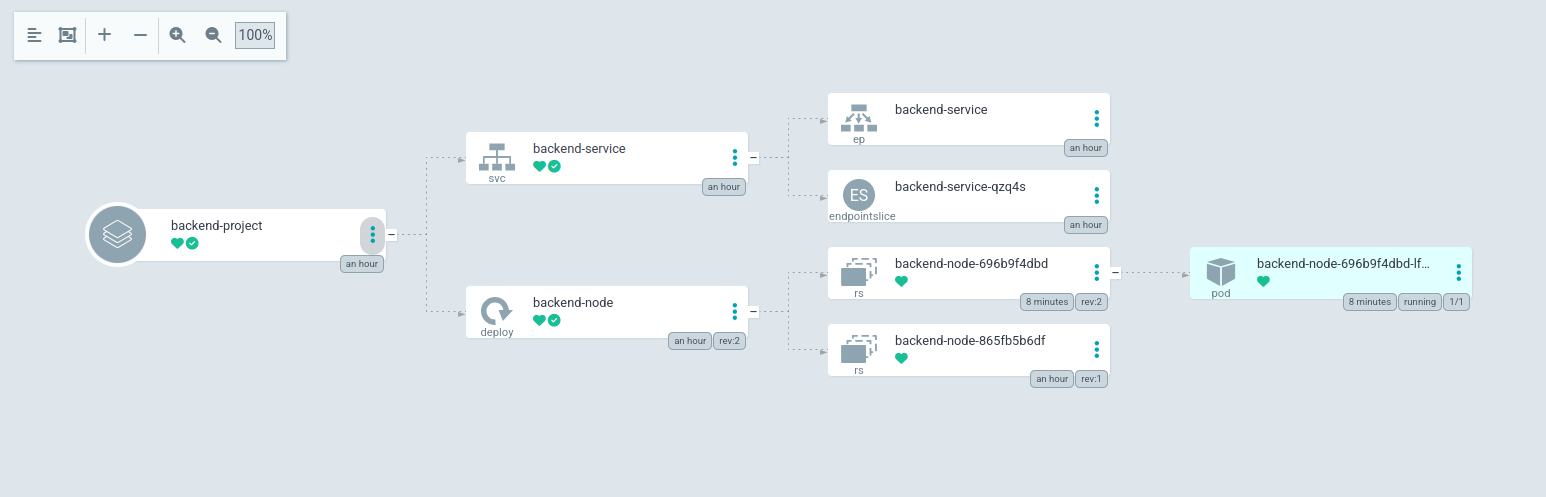 100%
backend-project
an hour
backend-service
svc
an hour
backend-node
deploy
an hour rev:2
backend-service
ep
an hour
ES
backend-service-qzq4s
endpointslice
an hour
backend-node-696b9f4dbd
rs
8 minutes rev:2
backend-node-865fb5b6df
rs
an hour rev:1
backend-node-696b9f4dbd-lf...
pod
8 minutes running 1/1